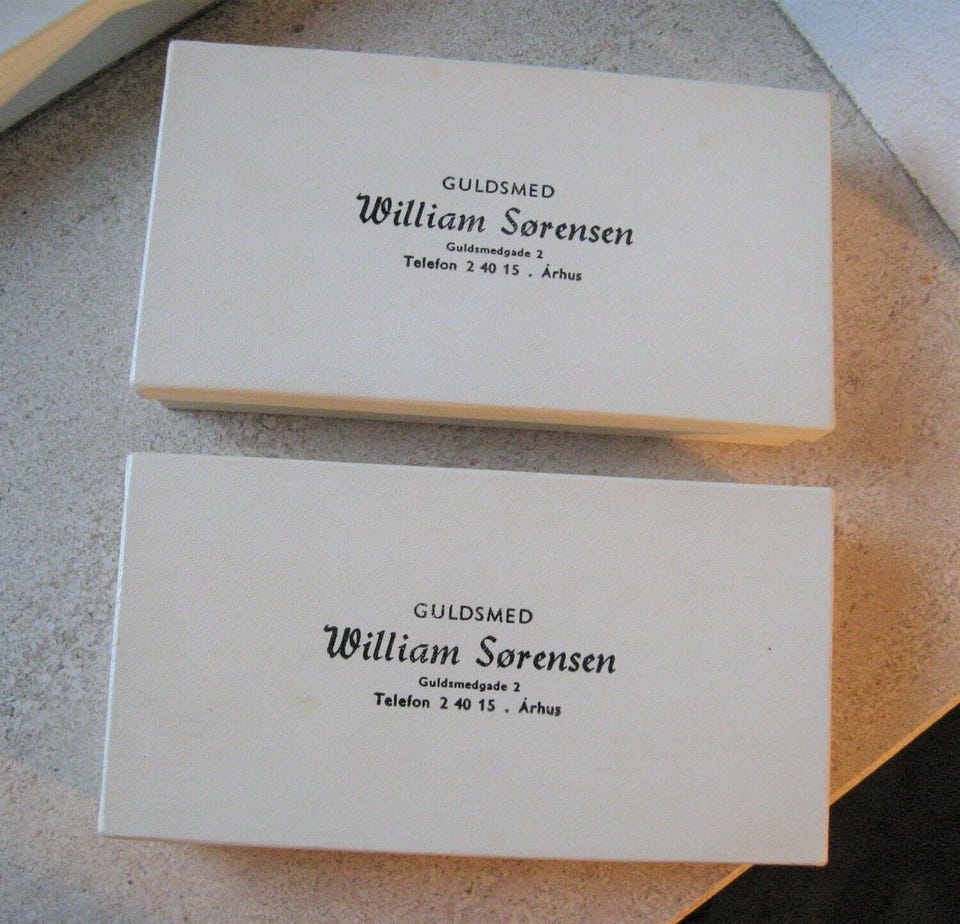 GULDSMED
William Sørensen
Guldsmedgade 2
Telefon 2 40 15 . Århus
GULDSMED
William Sørensen
Guldsmedgade 2
Telefon 2 40 15 . Århus